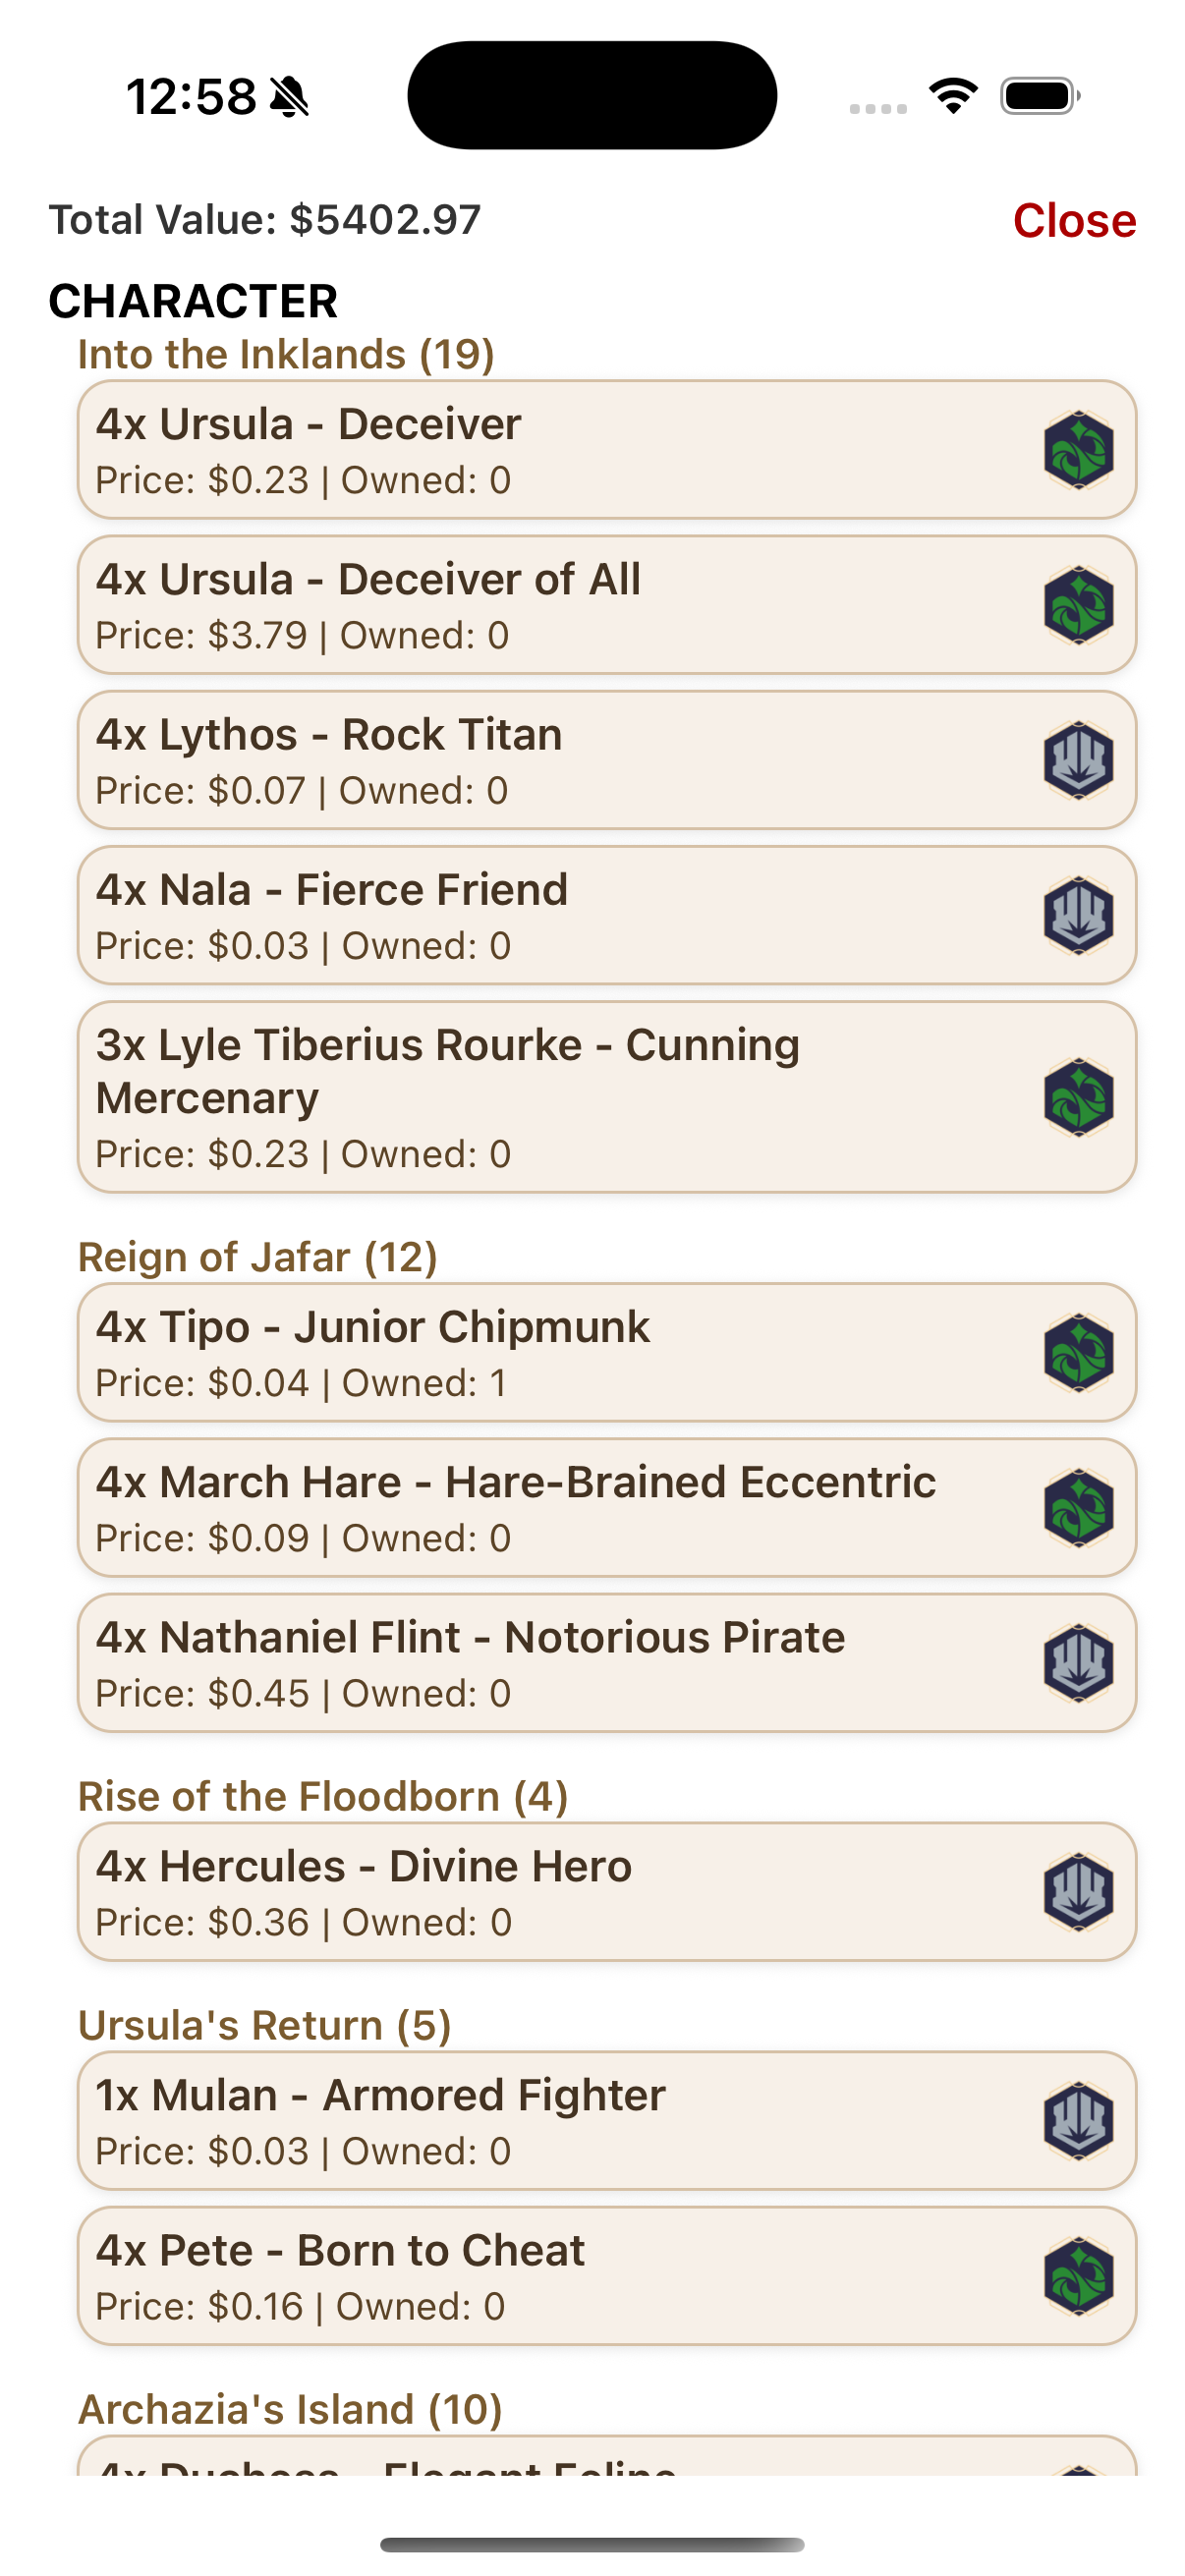 12:58
Total Value: $5402.97
Close
CHARACTER
Into the Inklands (19)
4x Ursula - Deceiver
Price: $0.23 | Owned: 0
4x Ursula - Deceiver of All
Price: $3.79 | Owned: 0
4x Lythos - Rock Titan
Price: $0.07 | Owned: 0
4x Nala - Fierce Friend
Price: $0.03 | Owned: 0
3x Lyle Tiberius Rourke - Cunning
Mercenary
Price: $0.23 | Owned: 0
Reign of Jafar (12)
4x Tipo - Junior Chipmunk
Price: $0.04 | Owned: 1
4x March Hare - Hare-Brained Eccentric
Price: $0.09 | Owned: 0
4x Nathaniel Flint - Notorious Pirate
Price: $0.45 | Owned: 0
Rise of the Floodborn (4)
4x Hercules - Divine Hero
Price: $0.36 | Owned: 0
Ursula's Return (5)
1x Mulan - Armored Fighter
Price: $0.03 | Owned: 0
4x Pete - Born to Cheat
Price: $0.16 | Owned: 0
Archazia's Island (10)
4x Duchess - Elegant Feline